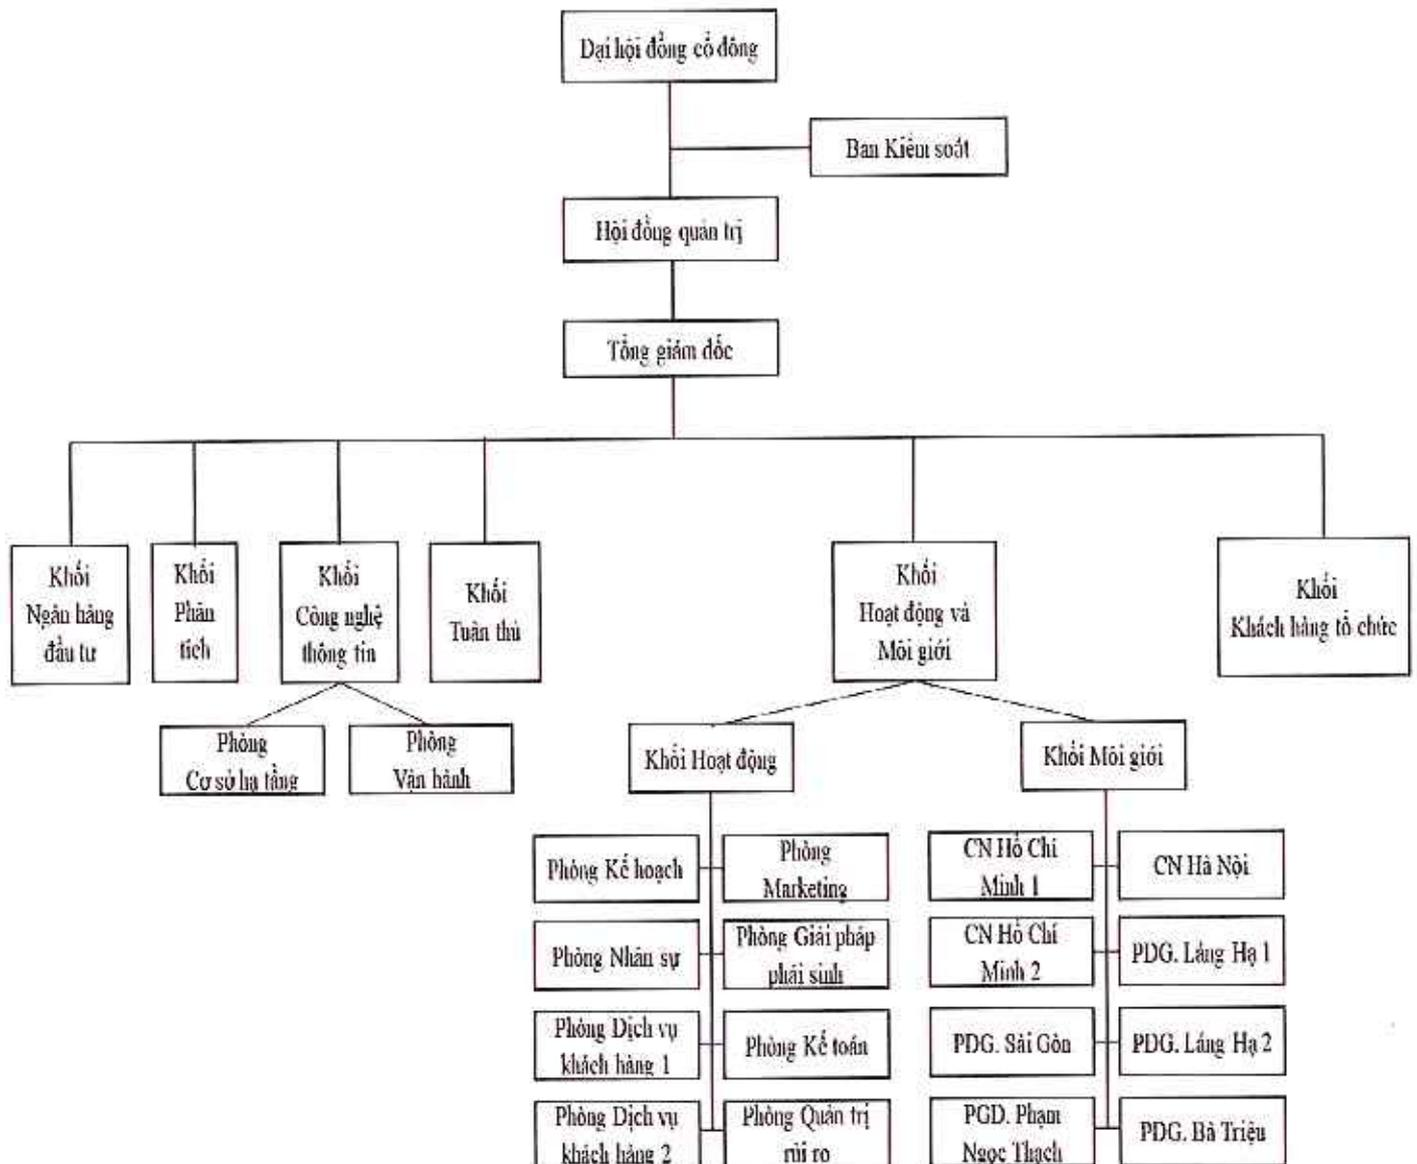 Đại hội đồng cổ đông
Ban Kiểm soát
Hội đồng quản trị
Tổng giám đốc
Khối
Ngân hàng
đầu tư
Khối
Phân
tích
Khối
Công nghệ
thông tin
Khối
Tuân thủ
Khối
Hoạt động và
Môi giới
Khối
Khách hàng tổ chức
Phòng
Cơ sở hạ tầng
Phòng
Vận hành
Khối Hoạt động
Khối Môi giới
Phòng Kế hoạch
Phòng
Marketing
Phòng Nhân sự
Phòng Giải pháp
phái sinh
Phòng Dịch vụ
khách hàng 1
Phòng Kế toán
Phòng Dịch vụ
khách hàng 2
Phòng Quản trị
rủi ro
CN Hồ Chí
Minh 1
CN Hà Nội
CN Hồ Chí
Minh 2
PDG. Láng Hạ 1
PDG. Sài Gòn
PDG. Láng Hạ 2
PGD. Phạm
Ngọc Thạch
PDG. Bà Triệu